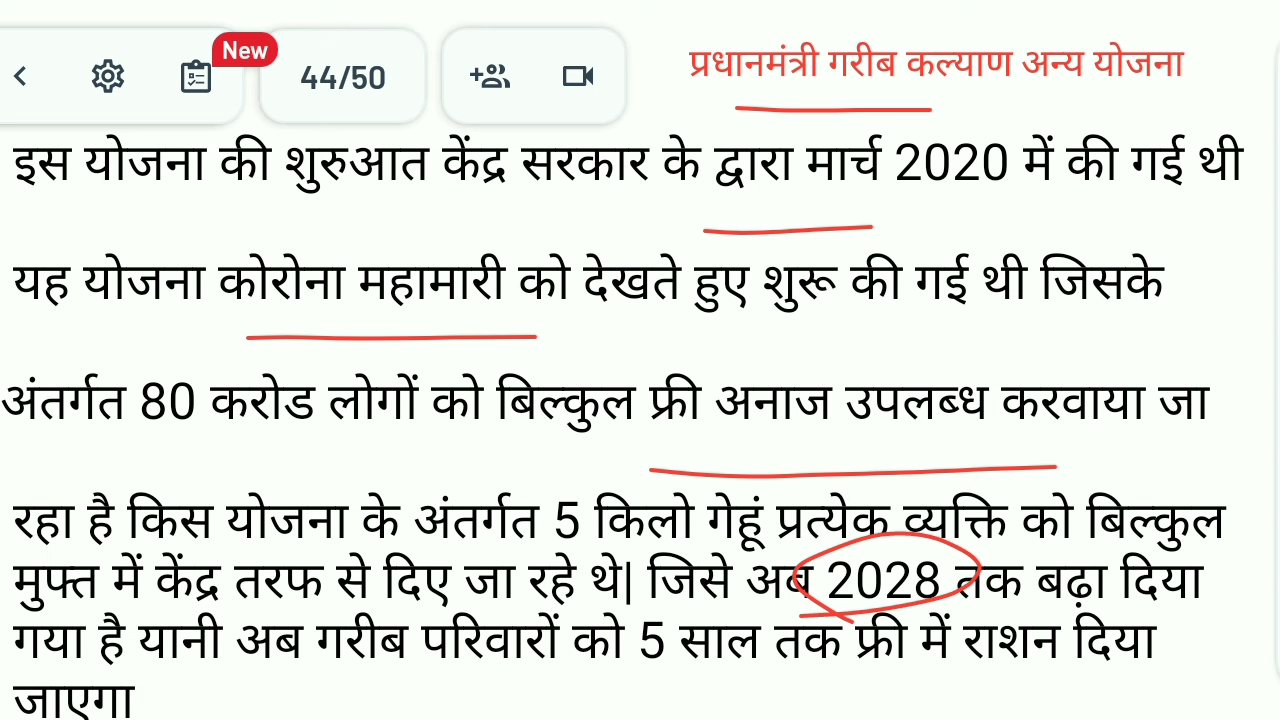 New
44/50
प्रधानमंत्री गरीब कल्याण अन्य योजना
इस योजना की शुरुआत केंद्र सरकार के द्वारा मार्च 2020 में की गई थी
यह योजना कोरोना महामारी को देखते हुए शुरू की गई थी जिसके
अंतर्गत 80 करोड लोगों को बिल्कुल फ्री अनाज उपलब्ध करवाया जा
रहा है किस योजना के अंतर्गत 5 किलो गेहूं प्रत्येक व्यक्ति को बिल्कुल
मुफ्त में केंद्र तरफ से दिए जा रहे थे| जिसे अब 2028 तक बढ़ा दिया
गया है यानी अब गरीब परिवारों को 5 साल तक फ्री में राशन दिया
जाएगा